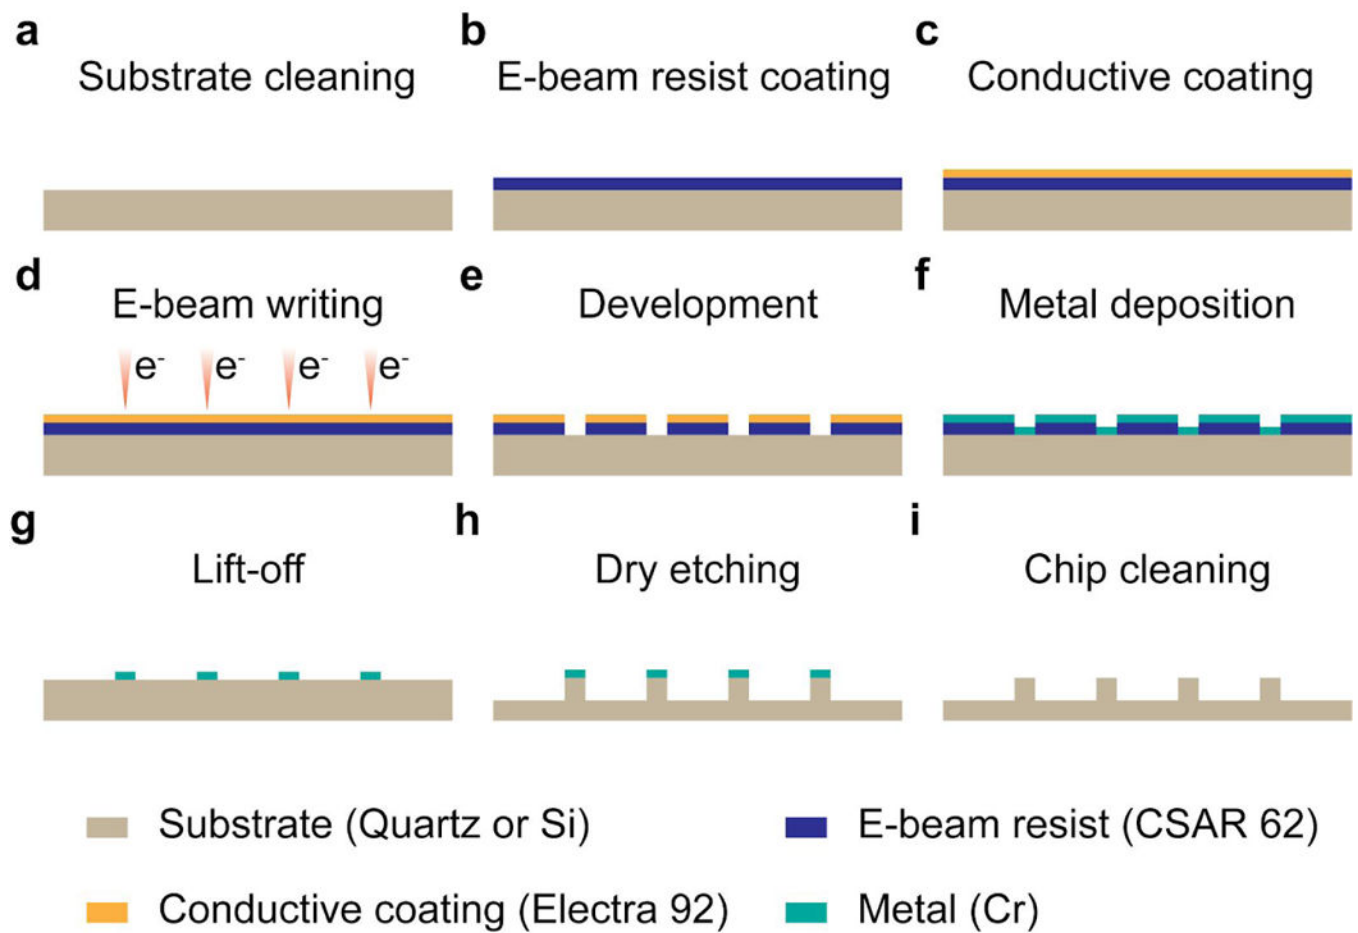 a
Substrate cleaning
b
E-beam resist coating
c
Conductive coating
d
E-beam writing
e⁻ e⁻ e⁻ e⁻
e
Development
f
Metal deposition
g
Lift-off
h
Dry etching
i
Chip cleaning
Substrate (Quartz or Si)
E-beam resist (CSAR 62)
Conductive coating (Electra 92)
Metal (Cr)